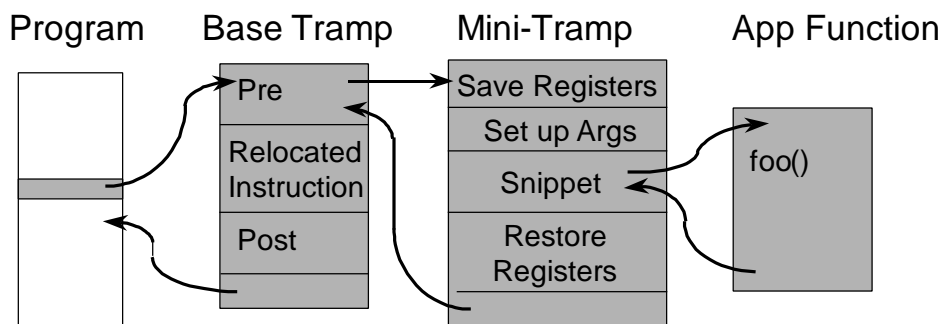 Program
Base Tramp
Mini-Tramp
App Function
Pre
Relocated
Instruction
Post
Save Registers
Set up Args
Snippet
Restore
Registers
foo()